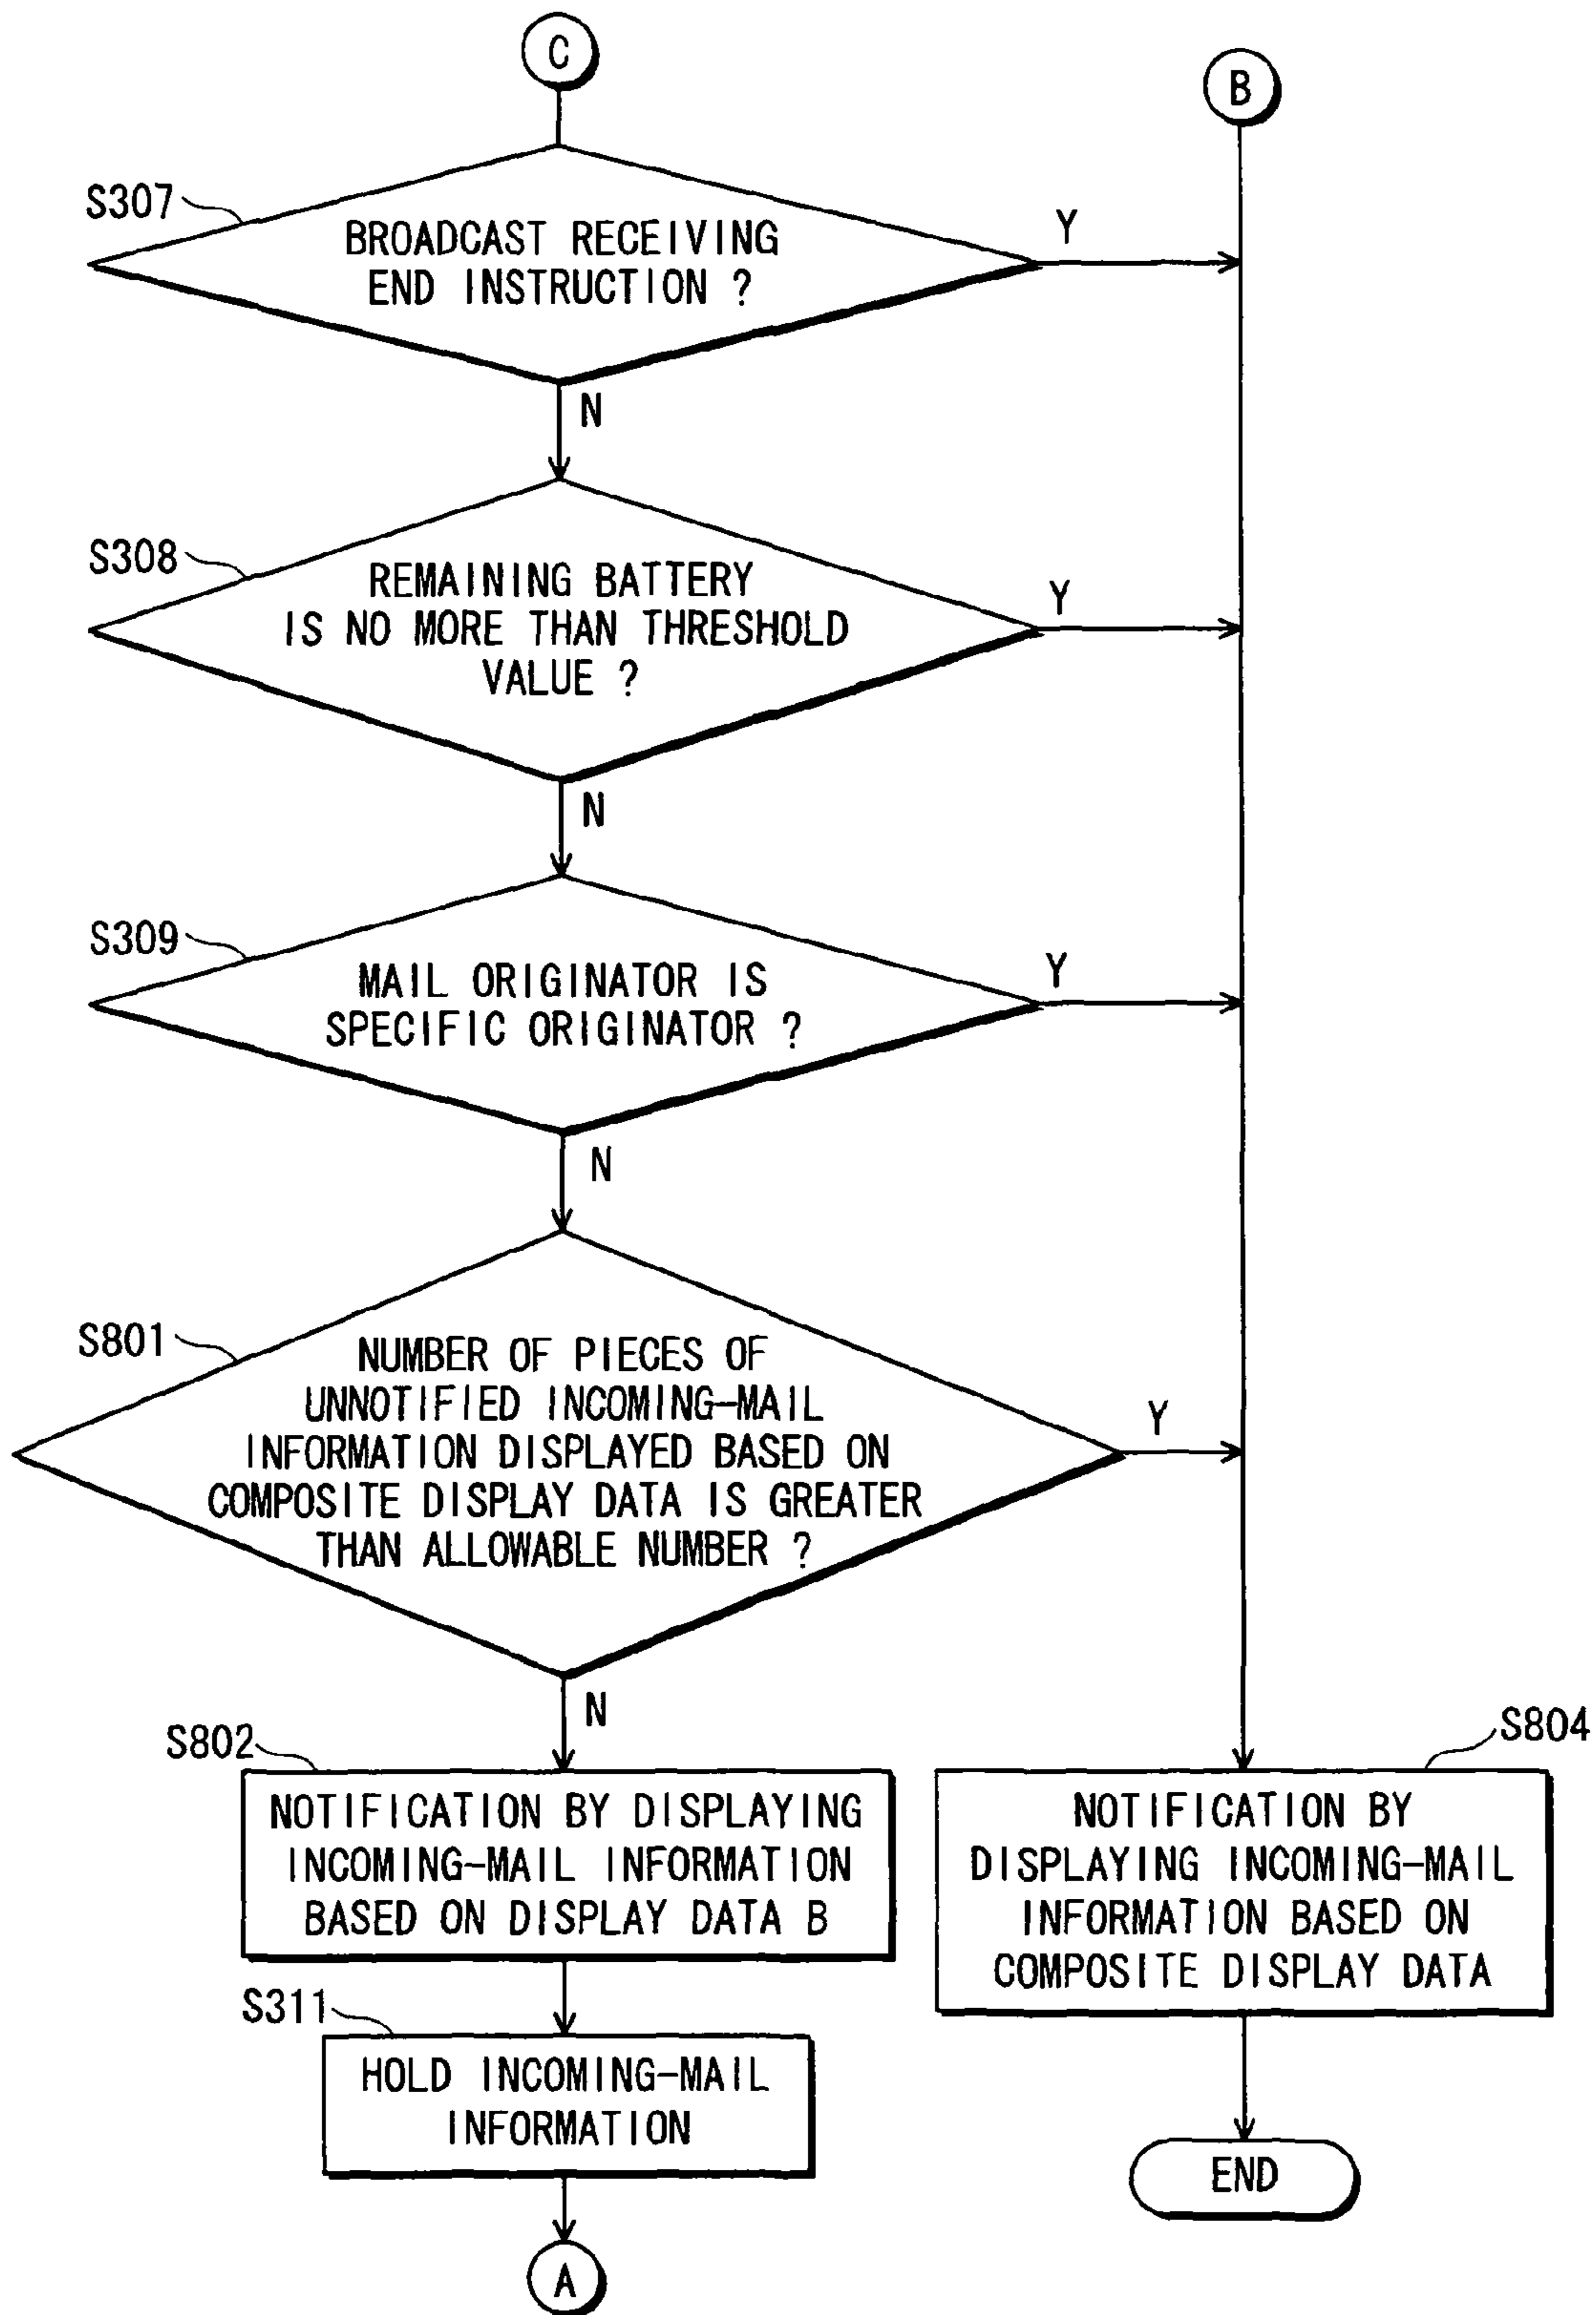 C
B
S307
BROADCAST RECEIVING
END INSTRUCTION ?
Y
N
S308
REMAINING BATTERY
IS NO MORE THAN THRESHOLD
VALUE ?
Y
N
S309
MAIL ORIGINATOR IS
SPECIFIC ORIGINATOR ?
Y
N
S801
NUMBER OF PIECES OF
UNNOTIFIED INCOMING-MAIL
INFORMATION DISPLAYED BASED ON
COMPOSITE DISPLAY DATA IS GREATER
THAN ALLOWABLE NUMBER ?
Y
N
S802
NOTIFICATION BY DISPLAYING
INCOMING-MAIL INFORMATION
BASED ON DISPLAY DATA B
S804
NOTIFICATION BY
DISPLAYING INCOMING-MAIL
INFORMATION BASED ON
COMPOSITE DISPLAY DATA
S311
HOLD INCOMING-MAIL
INFORMATION
END
A